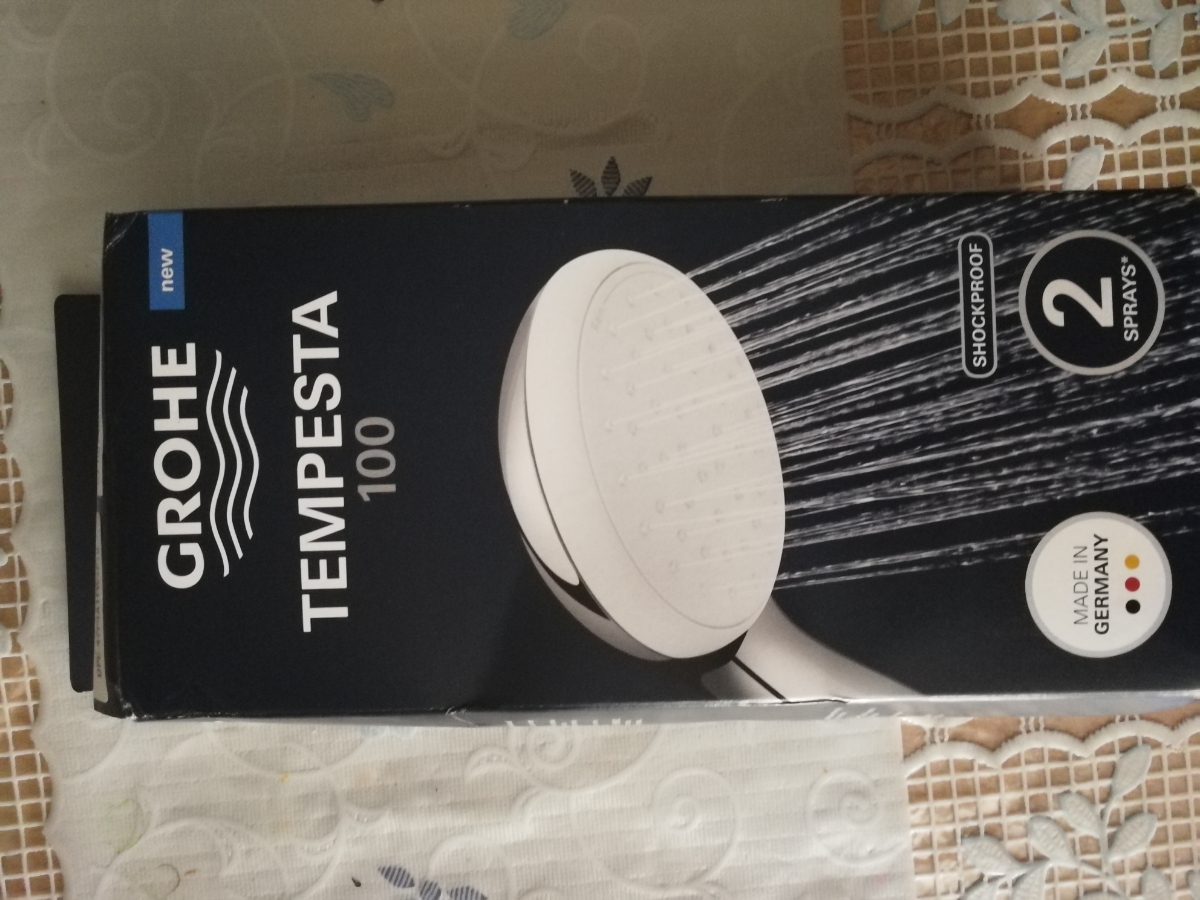 new
GROHE
TEMPESTA
100
SHOCKPROOF
2
SPRAYS*
MADE IN
GERMANY